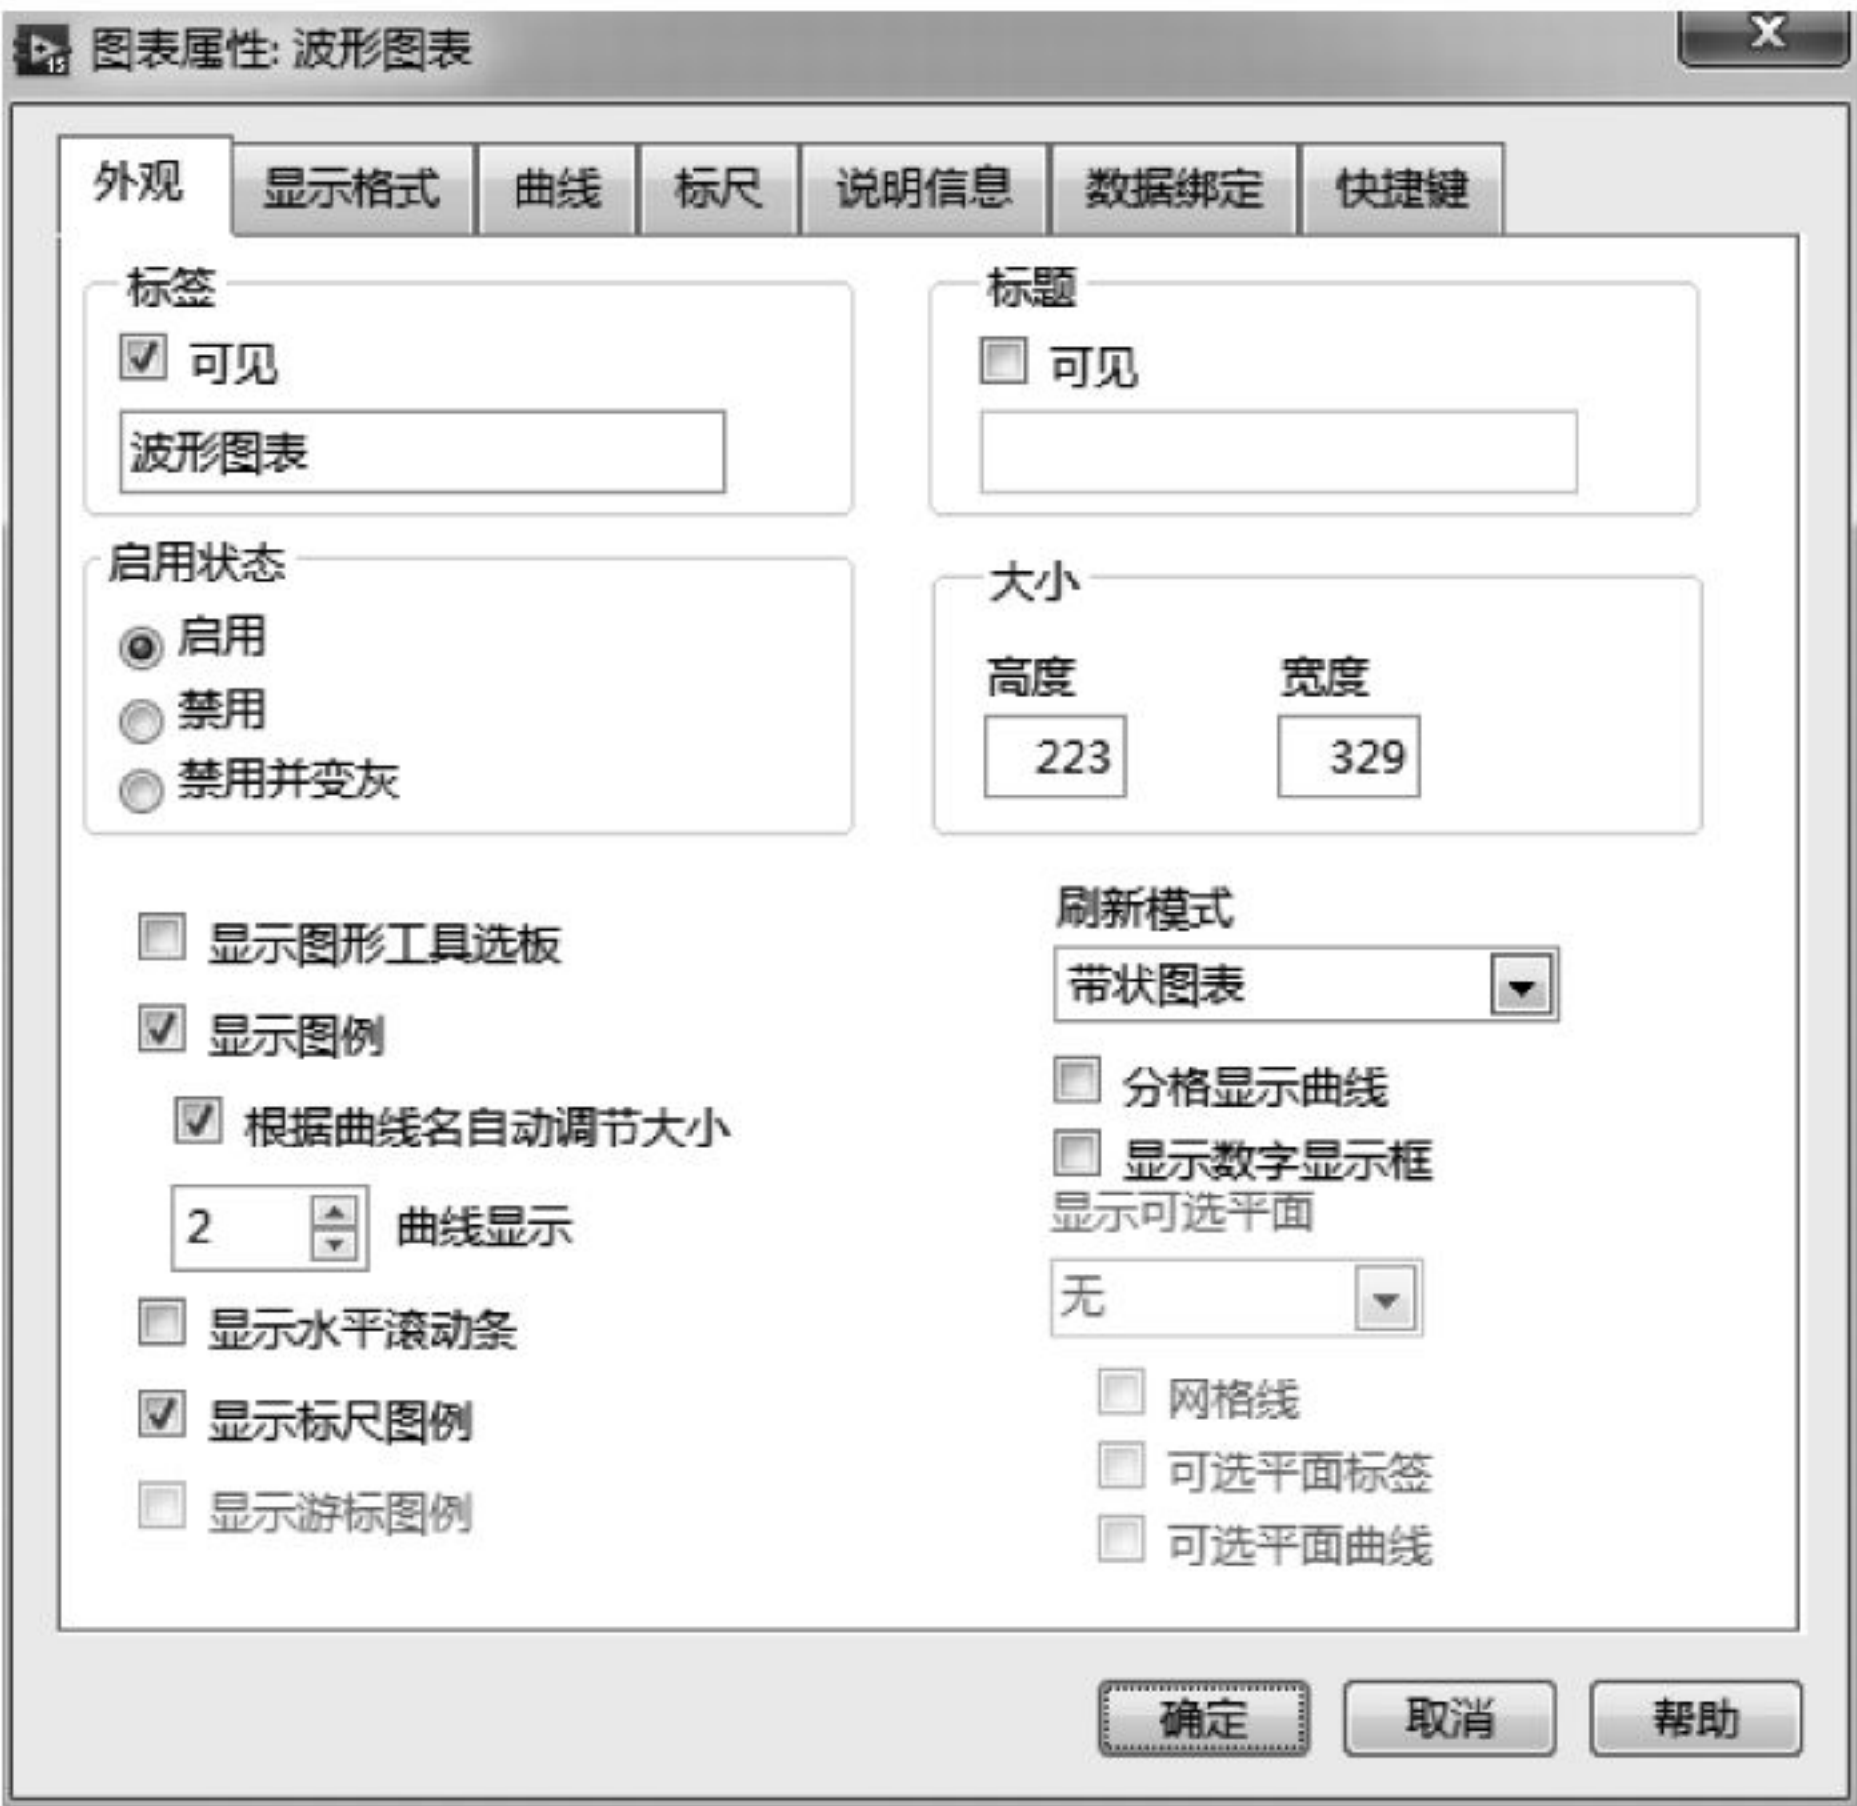 图表属性: 波形图表
外观 显示格式 曲线 标尺 说明信息 数据绑定 快捷键
标签
可见
波形图表
标题
可见
启用状态
启用
禁用
禁用并变灰
大小
高度 宽度
223 329
显示图形工具选板
显示图例
根据曲线名自动调节大小
2 曲线显示
显示水平滚动条
显示标尺图例
显示游标图例
刷新模式
带状图表
分格显示曲线
显示数字显示框
显示可选平面
无
网格线
可选平面标签
可选平面曲线
确定 取消 帮助